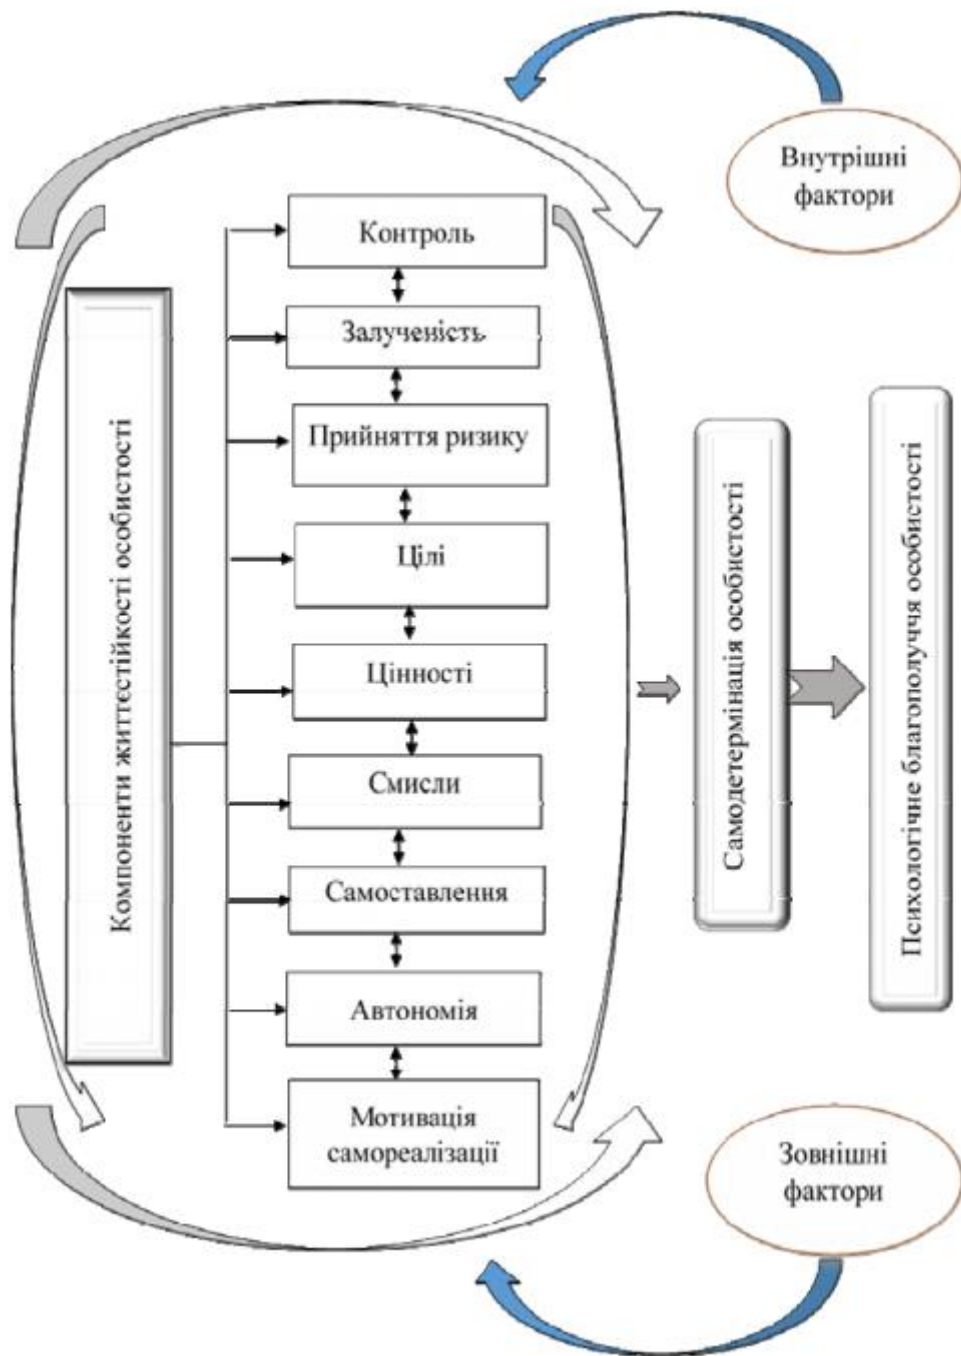 Внутрішні
фактори
Контроль
Залученість
Прийняття ризику
Цілі
Цінності
Смисли
Самоставлення
Автономія
Мотивація
самореалізації
Компоненти життєстійкості особистості
Самодетермінація особистості
Психологічне благополуччя особистості
Зовнішні
фактори